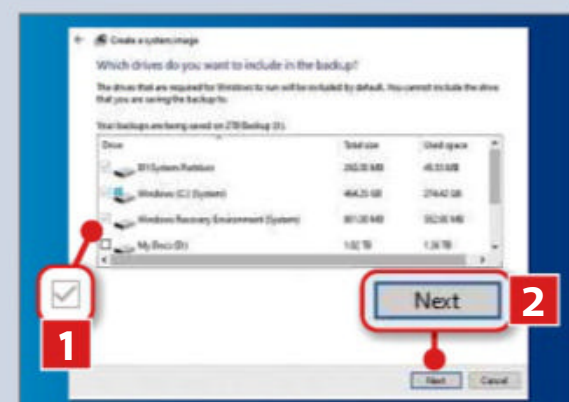 Create a system image
Which drives do you want to include in the backup?
The drives that are required for Windows to run will be included by default. You cannot include the drive
that you are saving the backup to.
Your backups are being saved on 2TB Backup
Drive Total size Used space
EFI System Partition MB MB
Windows (C:) (System) 464.25 GB 274.42 GB
Windows Recovery Environment (System) MB MB
My Docs (D:) TB TB
Next
2
1
Next Cancel